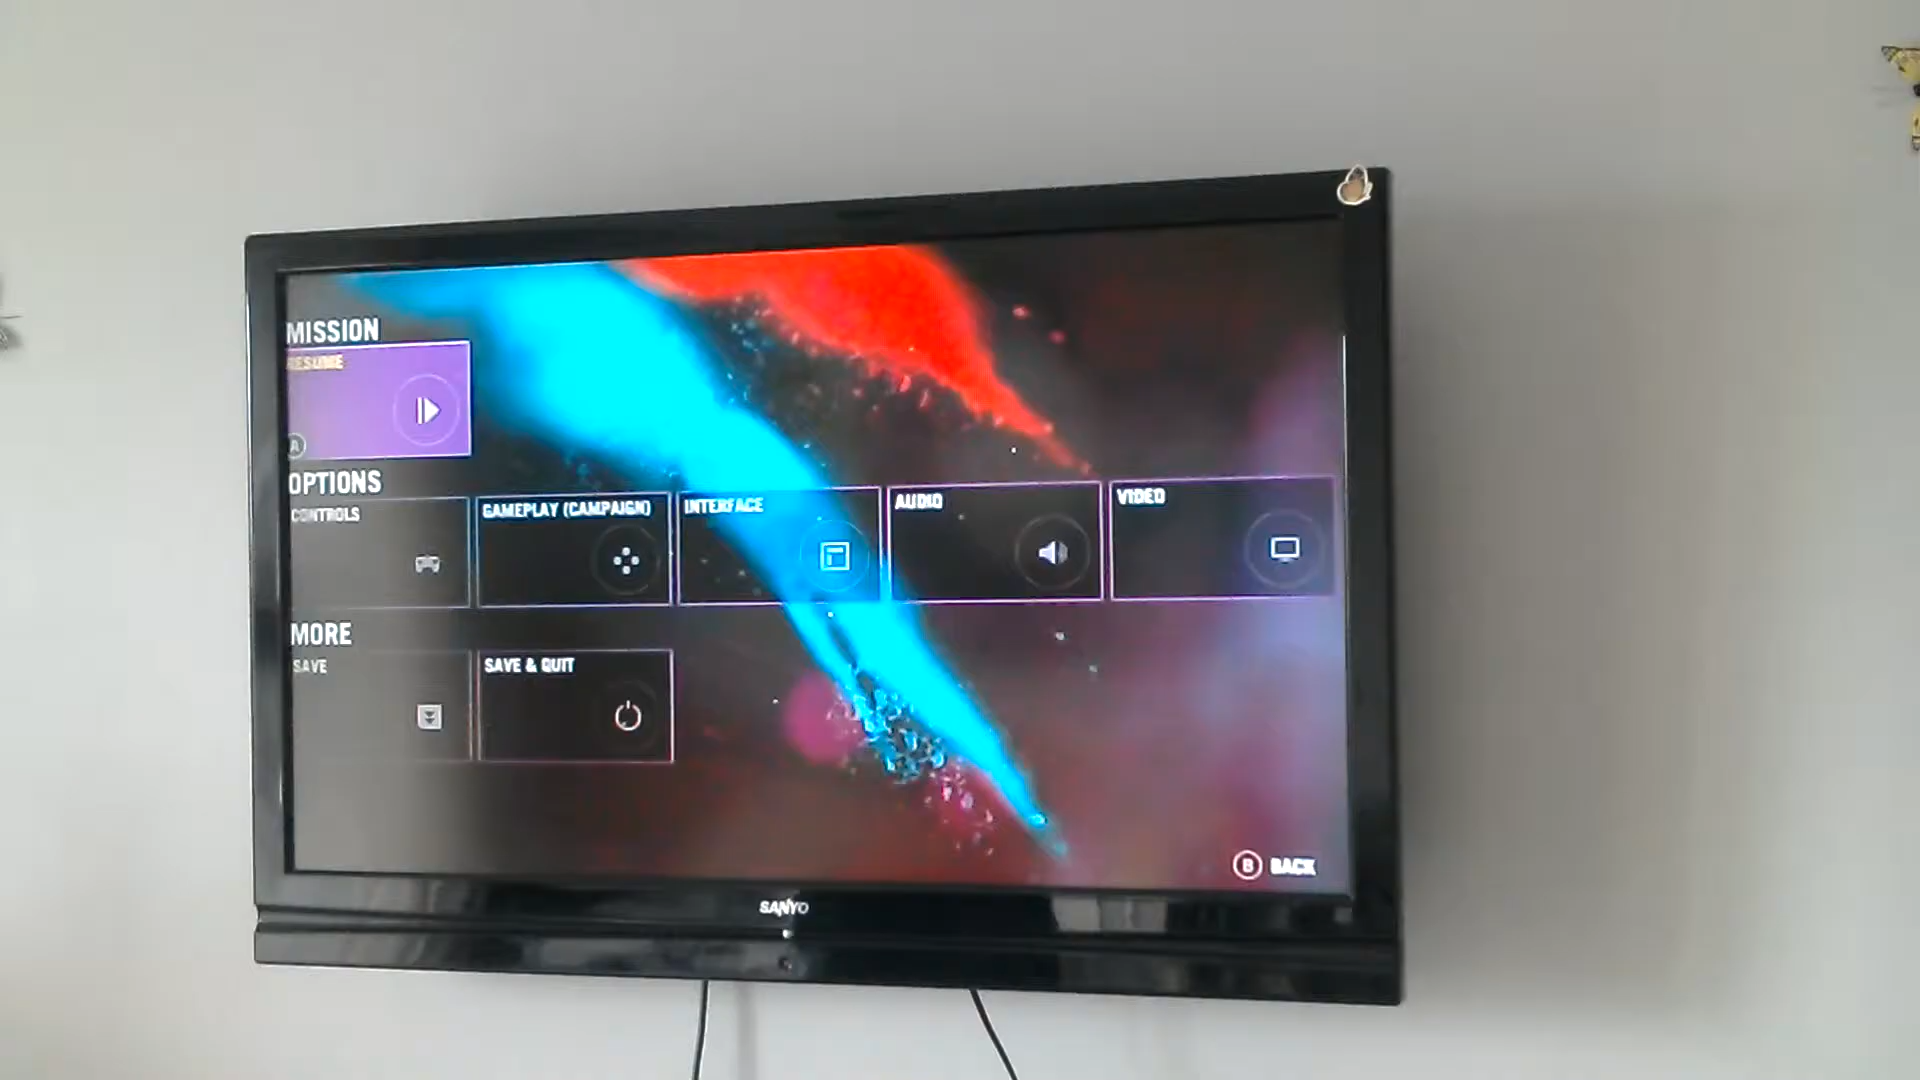 MISSION
RESUME
A
OPTIONS
CONTROLS
GAMEPLAY (CAMPAIGN)
INTERFACE
AUDIO
VIDEO
MORE
SAVE
SAVE & QUIT
B BACK
SANYO